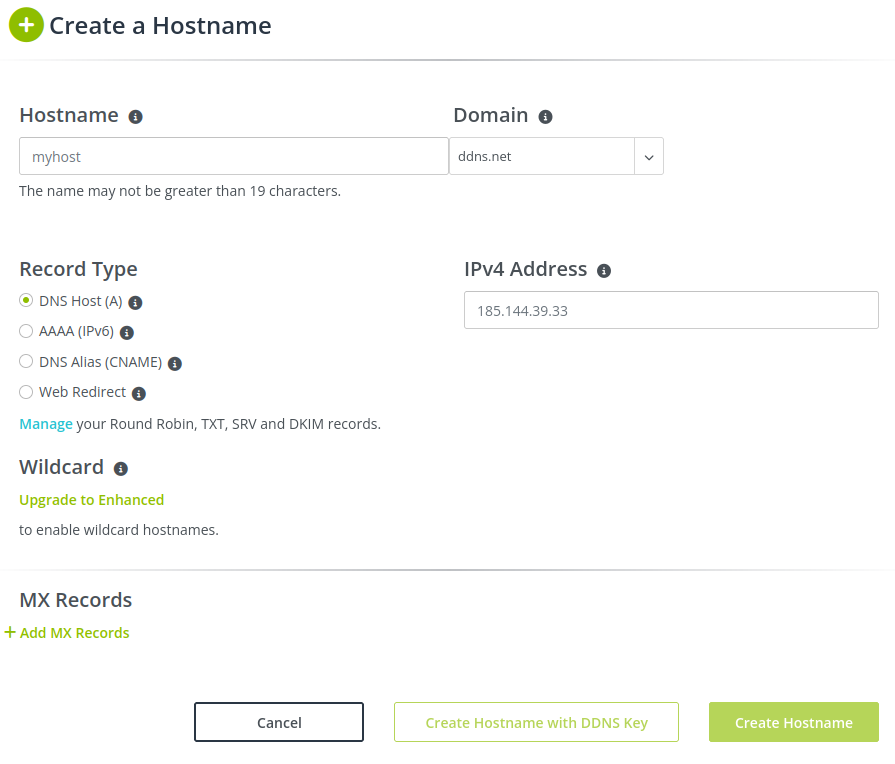 Create a Hostname
Hostname Domain
myhost ddns.net
The name may not be greater than 19 characters.
Record Type IPv4 Address
DNS Host (A) 185.144.39.33
AAAA (IPv6)
DNS Alias (CNAME)
Web Redirect
Manage your Round Robin, TXT, SRV and DKIM records.
Wildcard
Upgrade to Enhanced
to enable wildcard hostnames.
MX Records
+ Add MX Records
Cancel Create Hostname with DDNS Key Create Hostname